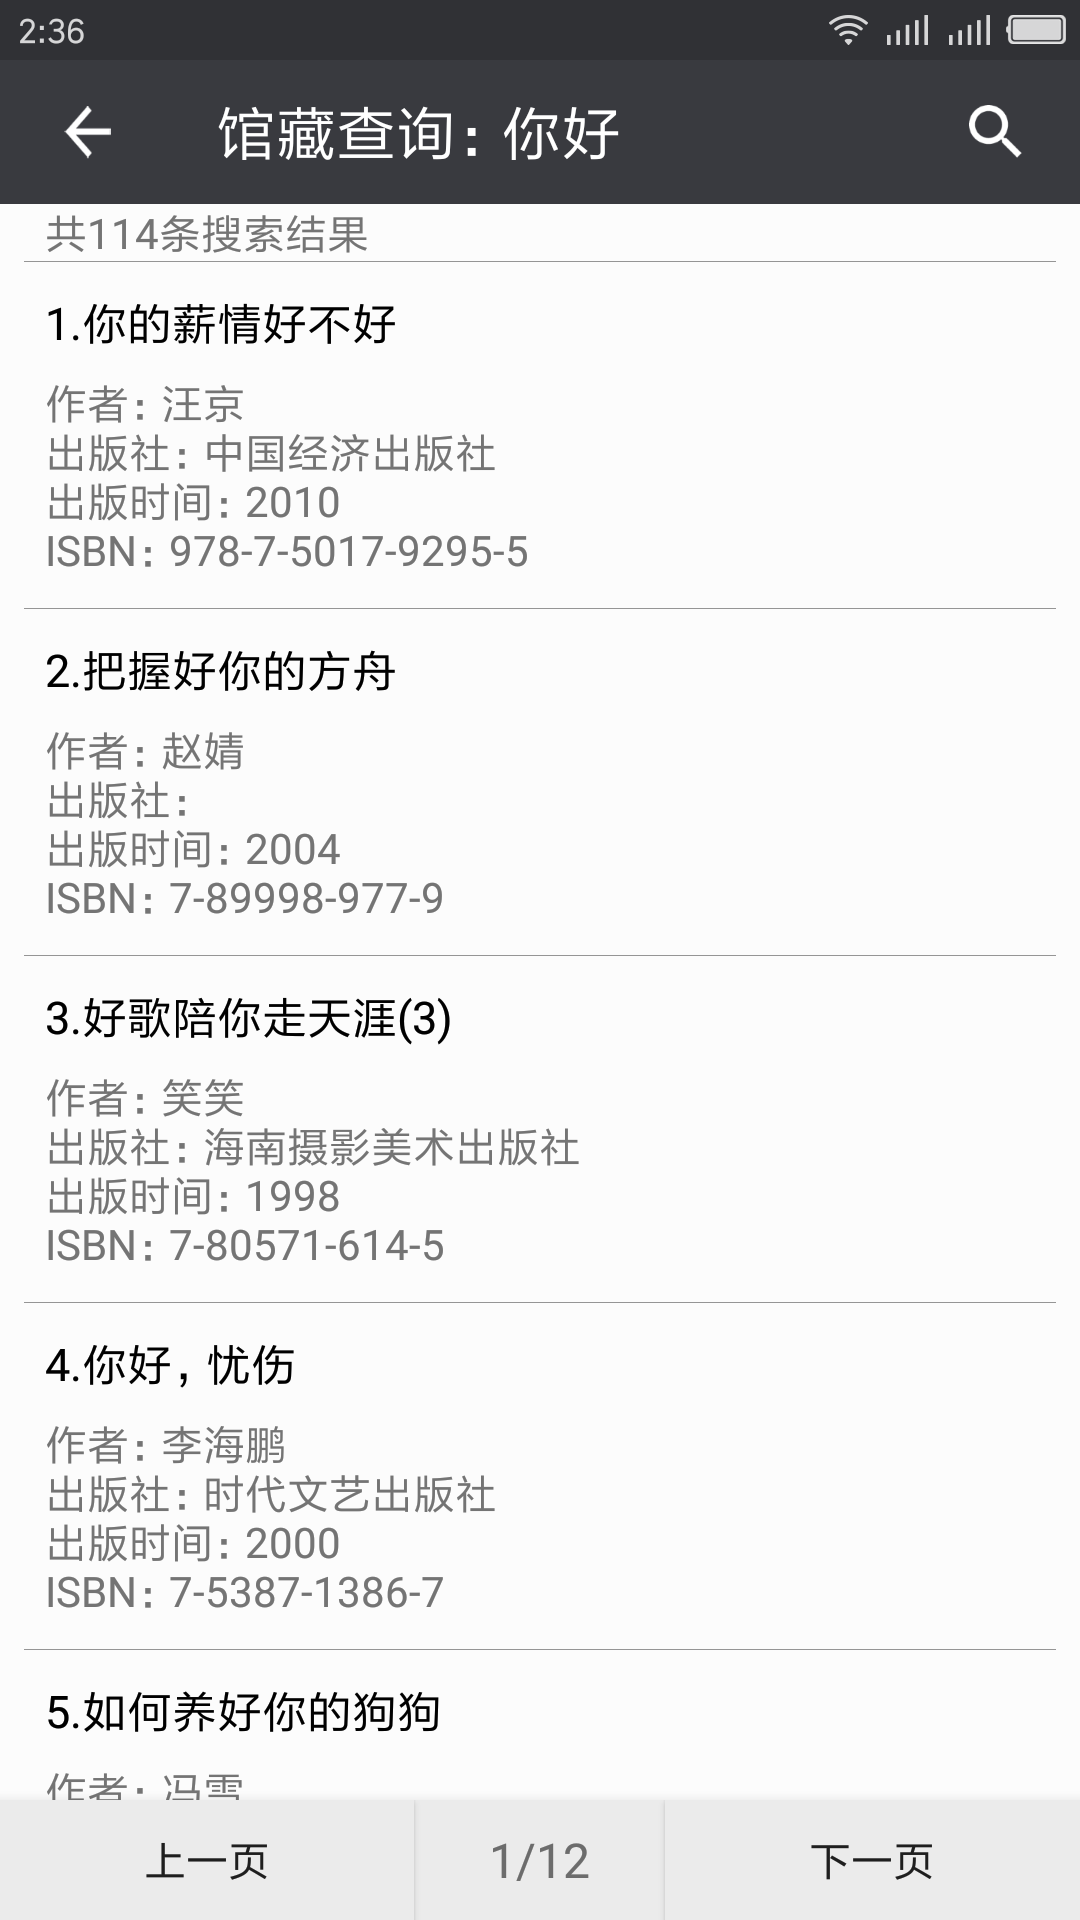 2:36
馆藏查询：你好
共114条搜索结果
1.你的薪情好不好
作者：汪京
出版社：中国经济出版社
出版时间：2010
ISBN：978-7-5017-9295-5
2.把握好你的方舟
作者：赵婧
出版社：
出版时间：2004
ISBN：7-89998-977-9
3.好歌陪你走天涯(3)
作者：笑笑
出版社：海南摄影美术出版社
出版时间：1998
ISBN：7-80571-614-5
4.你好，忧伤
作者：李海鹏
出版社：时代文艺出版社
出版时间：2000
ISBN：7-5387-1386-7
5.如何养好你的狗狗
作者：冯雪
上一页
1/12
下一页